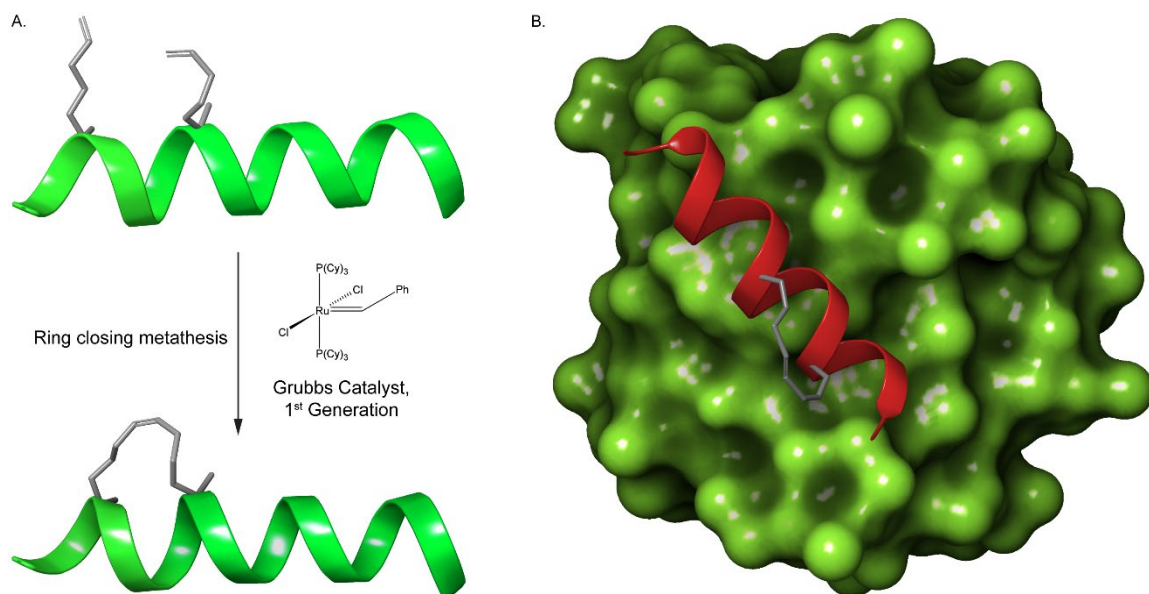 A.
B.
P(Cy)₃
Cl
Ph
Ru
Cl
P(Cy)₃
Ring closing metathesis
Grubbs Catalyst,
1st Generation